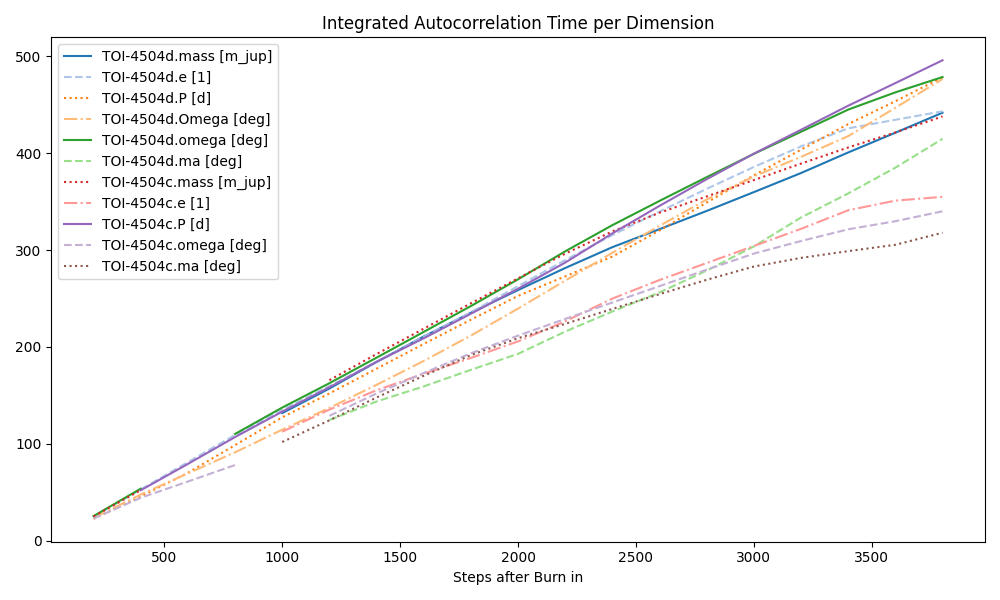 Integrated Autocorrelation Time per Dimension
500
400
300
200
100
0
TOI-4504d.mass [m_jup]
TOI-4504d.e [1]
TOI-4504d.P [d]
TOI-4504d.Omega [deg]
TOI-4504d.omega [deg]
TOI-4504d.ma [deg]
TOI-4504c.mass [m_jup]
TOI-4504c.e [1]
TOI-4504c.P [d]
TOI-4504c.omega [deg]
TOI-4504c.ma [deg]
500
1000
1500
2000
2500
3000
3500
Steps after Burn in